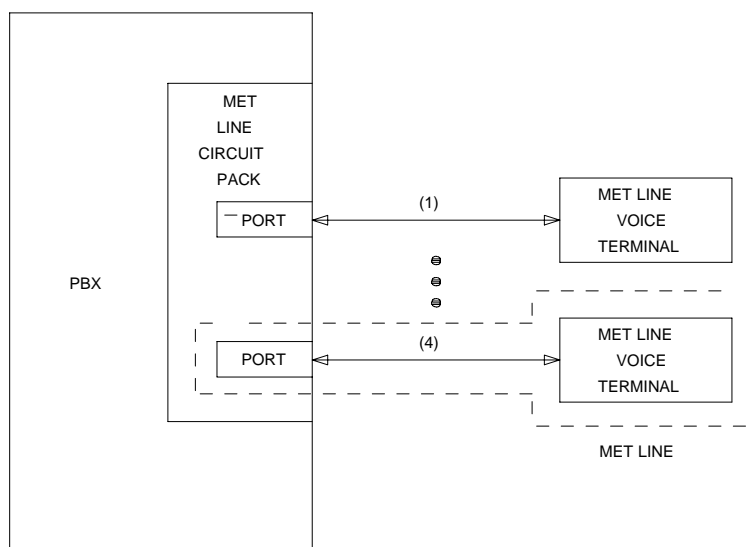 MET
LINE
CIRCUIT
PACK
PORT
(1)
MET LINE
VOICE
TERMINAL
PBX
PORT
(4)
MET LINE
VOICE
TERMINAL
MET LINE